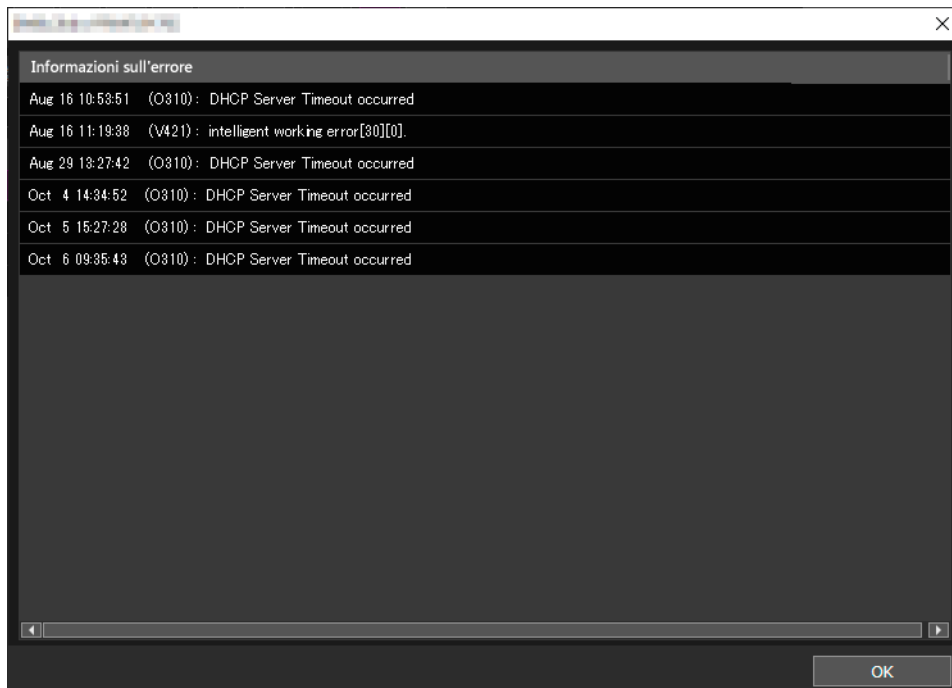 Informazioni sull'errore
Aug 16 10:53:51 (O310): DHCP Server Timeout occurred
Aug 16 11:19:38 (V421): intelligent working error[30][0].
Aug 29 13:27:42 (O310): DHCP Server Timeout occurred
Oct 4 14:34:52 (O310): DHCP Server Timeout occurred
Oct 5 15:27:28 (O310): DHCP Server Timeout occurred
Oct 6 09:35:43 (O310): DHCP Server Timeout occurred
OK